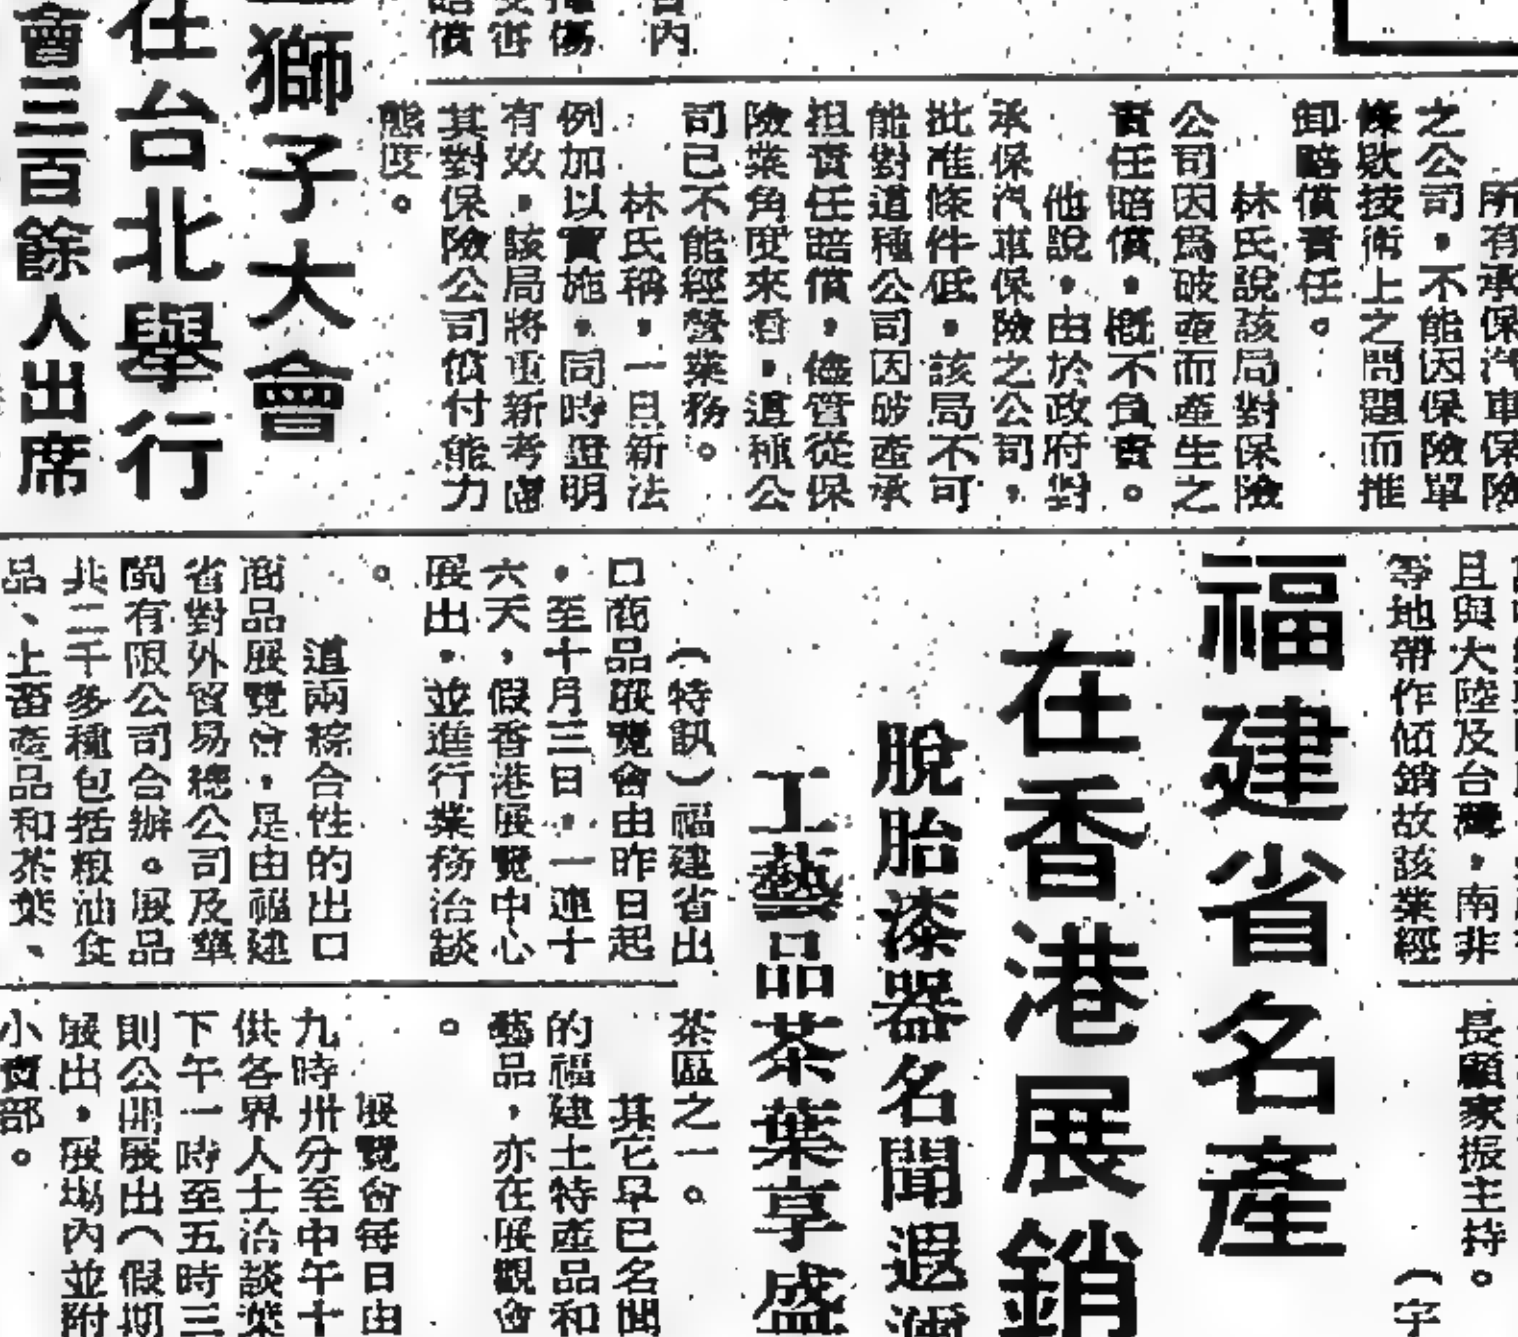 所有承保汽車保險
之公司，不能因保險單
條欵技術上之問題而推
卸賠償責任。
林氏說該局對保險
公司因爲破產而產生之
責任賠償，概不負責。
他說，由於政府對
承保汽車保險之公司，
批准條件低，該局不可
能對這種公司因破產承
担責任賠償，儘管從保
險業角度來看，這種公
司已不能經營業務。
林氏稱，一旦新法
例加以實施，同時證明
有效，該局將重新考慮
其對保險公司償付能力
態度。
獅子大會
在台北舉行
會三百餘人出席
且與大陸及台灣，南非
等地帶作傾銷故該業經
福建省名產
在香港展銷
脫胎漆器名聞遐邇
工藝品茶葉享盛
（特訊）福建省出
口商品展覽會由昨日起
，至十月三日，一連十
六天，假香港展覽中心
展出，並進行業務洽談
。
這兩綜合性的出口
商品展覽會，是由福建
省對外貿易總公司及華
閩有限公司合辦。展品
共二千多種包括粮油食
品、土畜產品和茶葉、
長顧家振主持。
（宇
茶區之一。
其它早已名聞
的福建土特產品和
藝品，亦在展觀會
。
展覽會每日由
九時卅分至中午十
供各界人士洽談業
下午一時至五時三
則公開展出（假期
展出，展場內並附
小賣部。